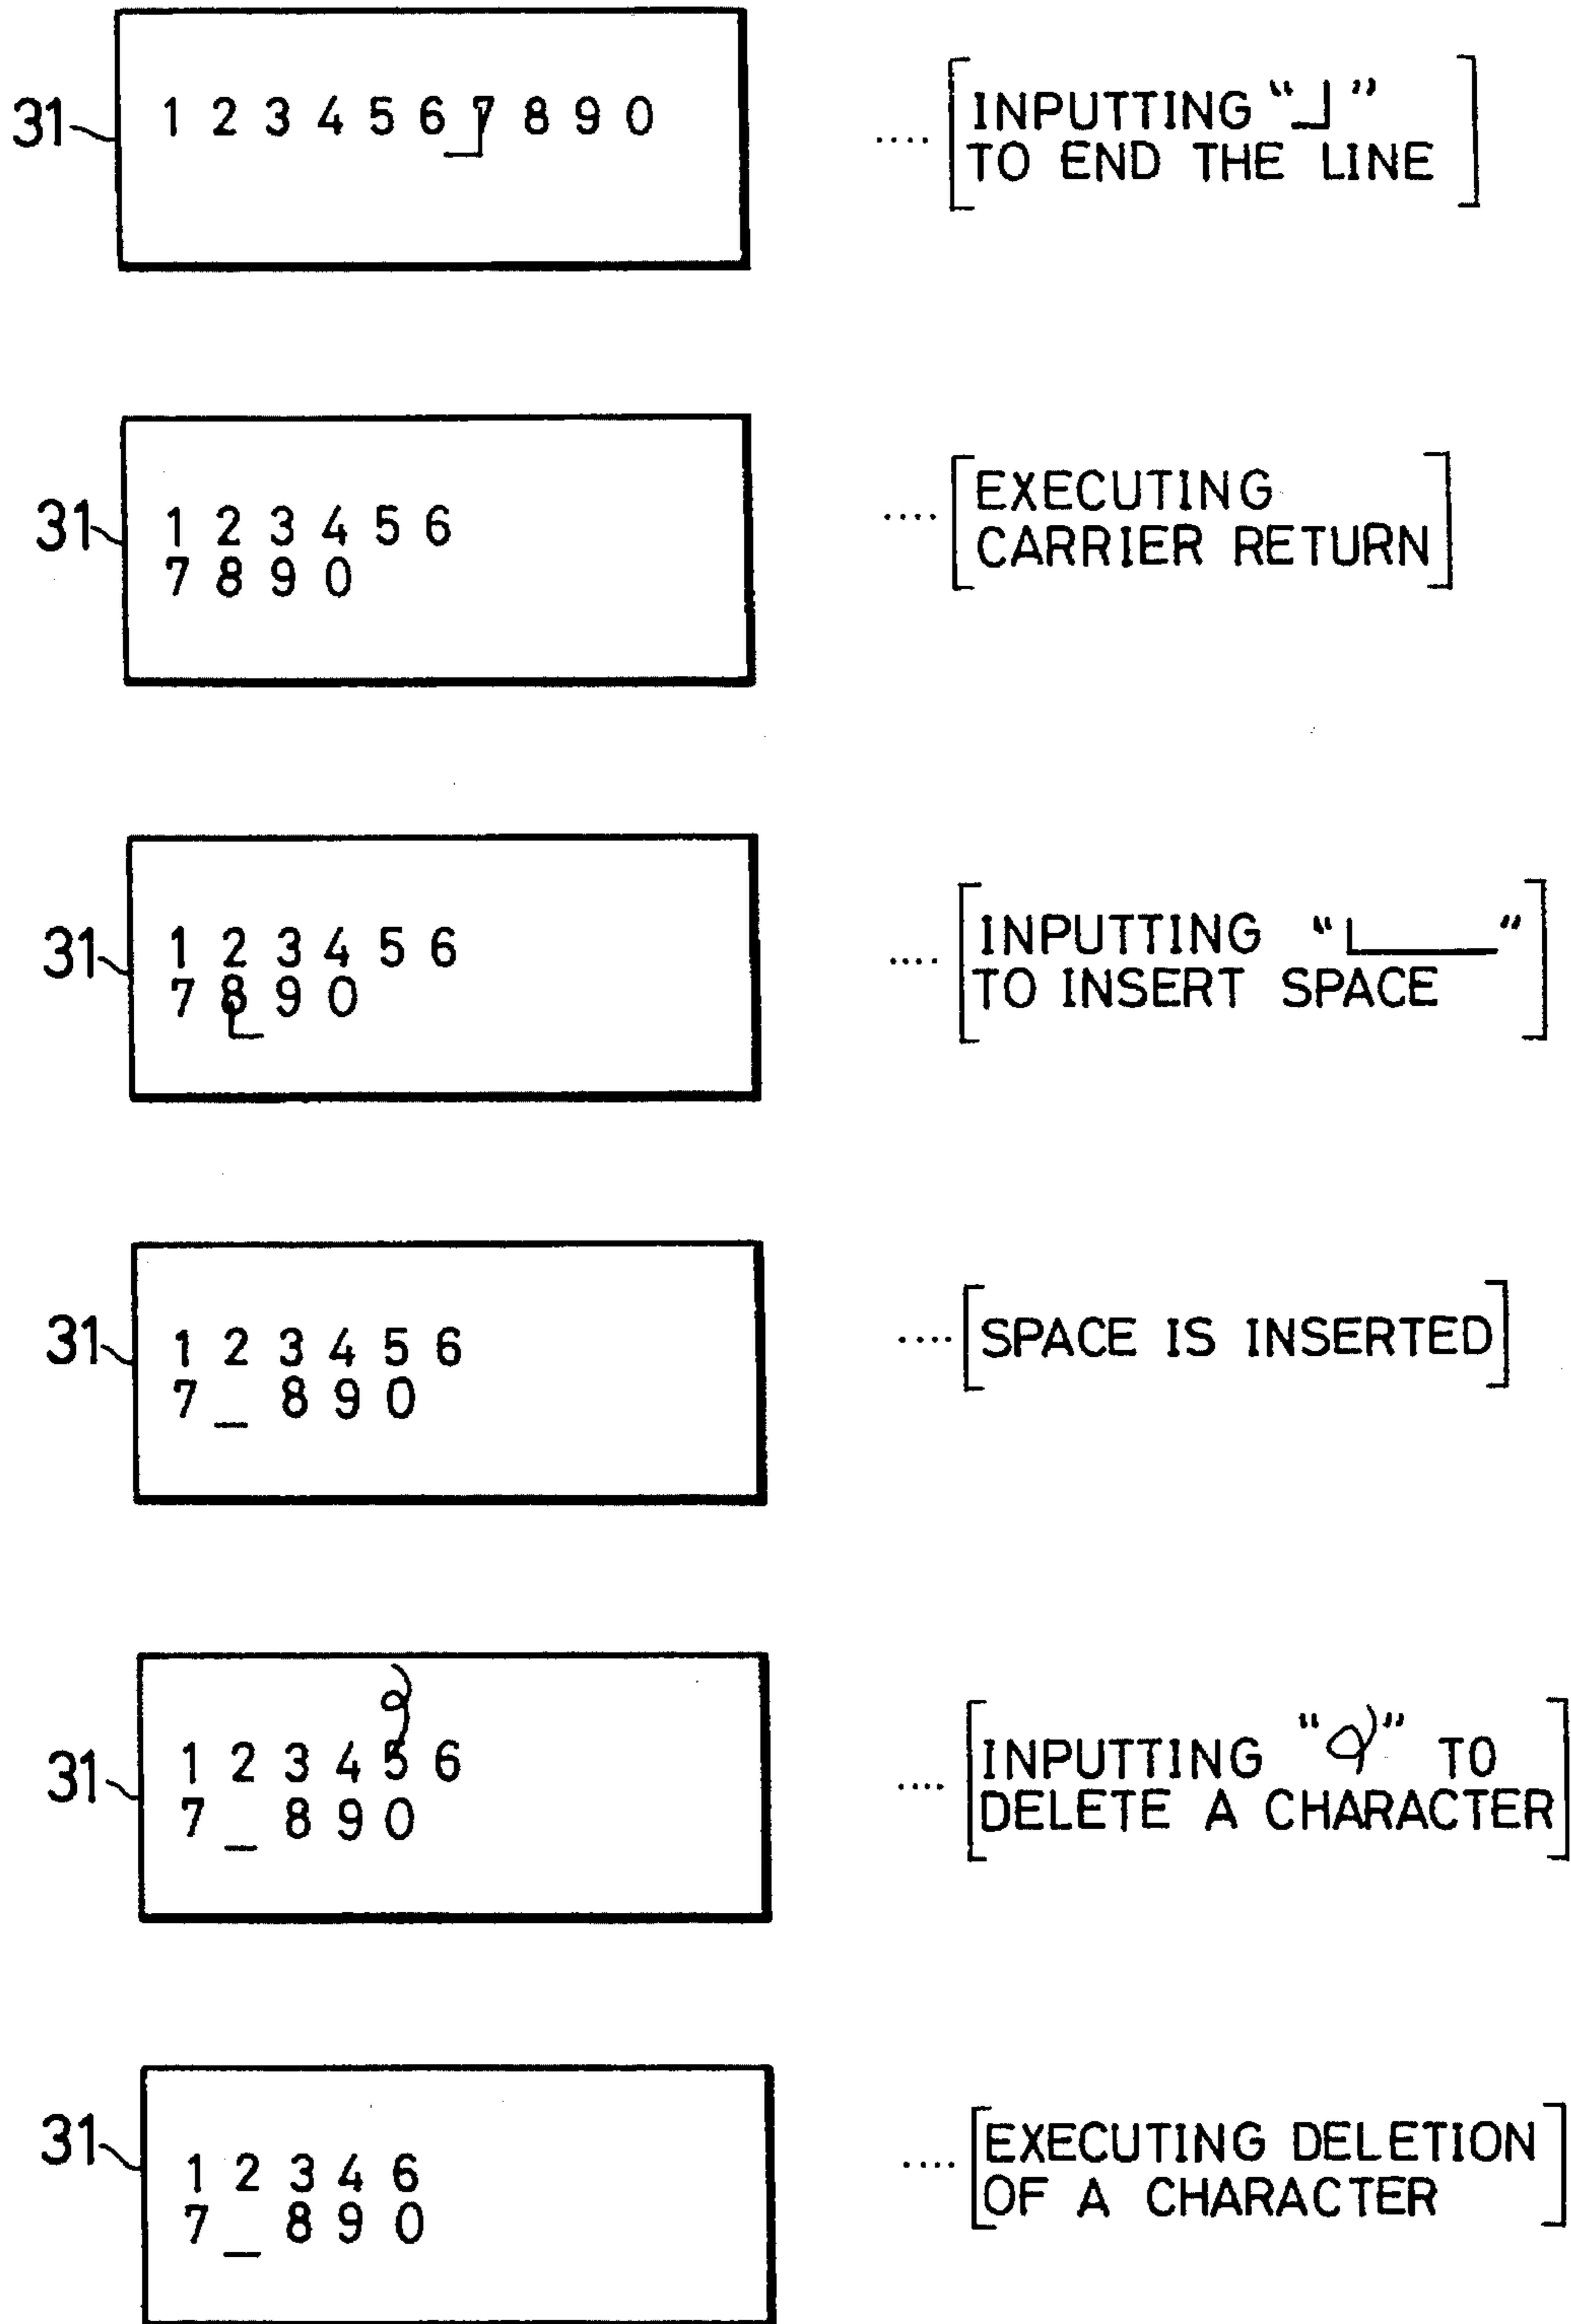 31
1 2 3 4 5 6 7 8 9 0
.... [INPUTTING "⏌"
TO END THE LINE]
31
1 2 3 4 5 6
7 8 9 0
.... [EXECUTING
CARRIER RETURN]
31
1 2 3 4 5 6
7 8 9 0
.... [INPUTTING "L"
TO INSERT SPACE]
31
1 2 3 4 5 6
7 _ 8 9 0
.... [SPACE IS INSERTED]
31
1 2 3 4 5 6
7 _ 8 9 0
.... [INPUTTING "" TO
DELETE A CHARACTER]
31
1 2 3 4 6
7 _ 8 9 0
.... [EXECUTING DELETION
OF A CHARACTER]